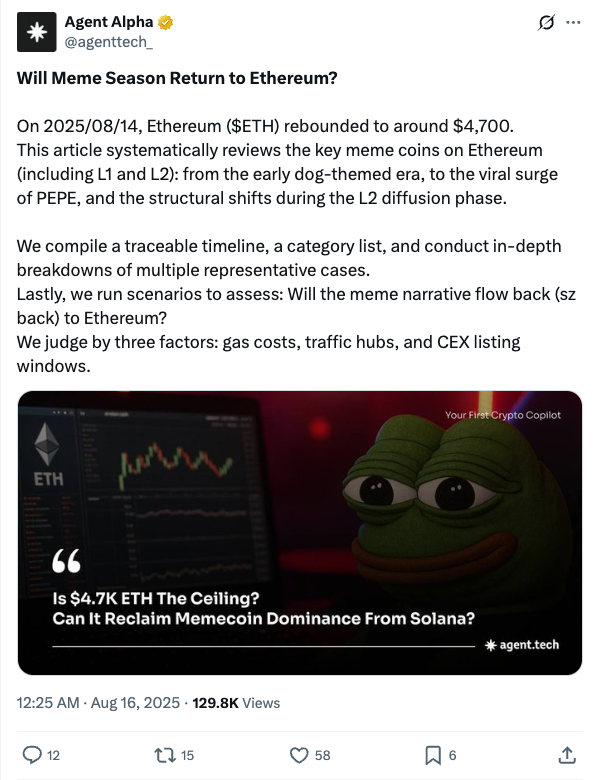 Agent Alpha
@agenttech_
Will Meme Season Return to Ethereum?
On 2025/08/14, Ethereum ($ETH) rebounded to around $4,700.
This article systematically reviews the key meme coins on Ethereum
(including L1 and L2): from the early dog-themed era, to the viral surge
of PEPE, and the structural shifts during the L2 diffusion phase.
We compile a traceable timeline, a category list, and conduct in-depth
breakdowns of multiple representative cases.
Lastly, we run scenarios to assess: Will the meme narrative flow back (sz
back) to Ethereum?
We judge by three factors: gas costs, traffic hubs, and CEX listing
windows.
Your First Crypto Copilot
ETH
“
Is $4.7K ETH The Ceiling?
Can It Reclaim Memecoin Dominance From Solana?
agent.tech
12:25 AM · Aug 16, 2025 · 129.8K Views
12 15 58 6